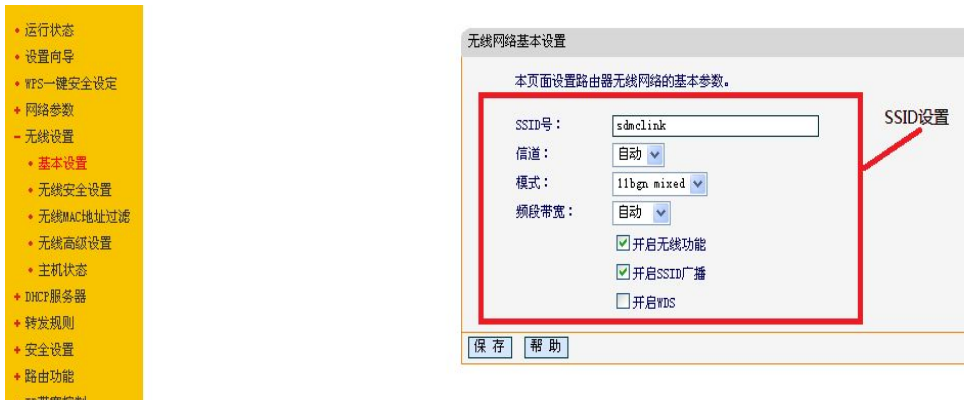 运行状态
设置向导
WPS一键安全设定
网络参数
无线设置
基本设置
无线安全设置
无线MAC地址过滤
无线高级设置
主机状态
DHCP服务器
转发规则
安全设置
路由功能
无线网络基本设置
本页面设置路由器无线网络的基本参数。
SSID号： sdmclink
信道： 自动
模式： 11bgn mixed
频段带宽： 自动
开启无线功能
开启SSID广播
开启WDS
SSID设置
保存 帮助